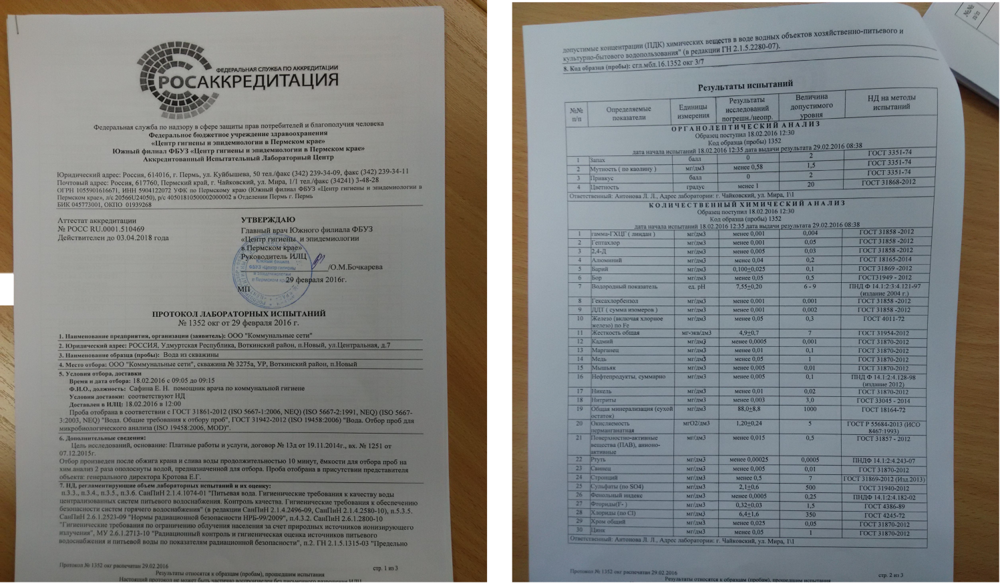 ФЕДЕРАЛЬНАЯ СЛУЖБА ПО АККРЕДИТАЦИИ
РОСАККРЕДИТАЦИЯ
Федеральная служба по надзору в сфере защиты прав потребителей и благополучия человека
Федеральное бюджетное учреждение здравоохранения
«Центр гигиены и эпидемиологии в Пермском крае»
Южный филиал ФБУЗ «Центр гигиены и эпидемиологии в Пермском крае»
Аккредитованный Испытательный Лабораторный Центр
Юридический адрес: Россия, 614016, г. Пермь, ул. Куйбышева, 50 тел./факс (342) 239-34-09, факс (342) 239-34-11
Почтовый адрес: Россия, 617760, Пермский край, г. Чайковский, ул. Мира, 1/1 тел./факс (34241) 3-48-28
ОГРН 1055901616671, ИНН 5904122072 УФК по Пермскому краю (Южный филиал ФБУЗ «Центр гигиены и эпидемиологии в
Пермском крае», л/с 20566U24050), р/с 40501810500002000002 в Отделении Пермь г. Пермь
БИК 045773001, ОКПО 01939268
Аттестат аккредитации
№ РОСС RU.0001.510469
Действителен до 03.04.2018 года
УТВЕРЖДАЮ
Главный врач Южного филиала ФБУЗ
«Центр гигиены и эпидемиологии
в Пермском крае»
Руководитель ИЛЦ
/О.М.Бочкарева
29 февраля 2016г.
МП
ПРОТОКОЛ ЛАБОРАТОРНЫХ ИСПЫТАНИЙ
№ 1352 окг от 29 февраля 2016 г.
1. Наименование предприятия, организации (заявитель): ООО "Коммунальные сети"
2. Юридический адрес: РОССИЯ, Удмуртская Республика, Воткинский район, п.Новый, ул.Центральная, д.7
3. Наименование образца (пробы): Вода из скважины
4. Место отбора: ООО "Коммунальные сети", скважина № 3275а, УР, Воткинский район, п.Новый
5. Условия отбора, доставки
Время и дата отбора: 18.02.2016 с 09:05 до 09:15
Ф.И.О., должность: Сафина Е. Н. помощник врача по коммунальной гигиене
Условия доставки: соответствуют НД
Доставлен в ИЛЦ: 18.02.2016 в 12:00
Проба отобрана в соответствии с ГОСТ 31861-2012 (ISO 5667-1:2006, NEQ) (ISO 5667-2:1991, NEQ) (ISO 5667-
3:2003, NEQ) "Вода. Общие требования к отбору проб", ГОСТ 31942-2012 (ISO 19458:2006) "Вода. Отбор проб для
микробиологического анализа (ISO 19458:2006, MOD)".
6. Дополнительные сведения:
Цель исследований, основание: Платные работы и услуги, договор № 13д от 19.11.2014г., вх. № 1251 от
07.12.2015г.
Отбор произведен после обжига крана и слива воды продолжительностью 10 минут, ёмкости для отбора проб на
хим.анализ 2 раза ополоснуты водой, предназначенной для отбора. Проба отобрана в присутствии представителя
объекта: генерального директора Кротова Е.Г.
7. НД, регламентирующие объем лабораторных испытаний и их оценку:
п.3.3., п.3.4., п.3.5., п.3.6. СанПиН 2.1.4.1074-01 "Питьевая вода. Гигиенические требования к качеству воды
централизованных систем питьевого водоснабжения. Контроль качества. Гигиенические требования к обеспечению
безопасности систем горячего водоснабжения" (в редакции СанПиН 2.1.4.2496-09, СанПиН 2.1.4.2580-10), п.5.3.5.
СанПиН 2.6.1.2523-09 "Нормы радиационной безопасности НРБ-99/2009", п.4.3.2. СанПиН 2.6.1.2800-10
"Гигиенические требования по ограничению облучения населения за счет природных источников ионизирующего
излучения", МУ 2.6.1.2713-10 "Радиационный контроль и гигиеническая оценка источников питьевого
водоснабжения и питьевой воды по показателям радиационной безопасности", п.2. ГН 2.1.5.1315-03 "Предельно
Протокол № 1352 окг распечатан 29.02.2016
стр. 1 из 3
Результаты относятся к образцам (пробам), прошедшим испытания
Настоящий протокол не может быть частично воспроизведен без письменного разрешения ИЛЦ
№№
п/п
допустимые концентрации (ПДК) химических веществ в воде водных объектов хозяйственно-питьевого и
культурно-бытового водопользования" (в редакции ГН 2.1.5.2280-07).
8. Код образца (пробы): сгл.мбл.16.1352 окг 3/7
Результаты испытаний
№№ п/п Определяемые показатели Единицы измерения Результаты исследований погрешн./неопр. Величина допустимого уровня НД на методы испытаний
ОРГАНОЛЕПТИЧЕСКИЙ АНАЛИЗ
Образец поступил 18.02.2016 12:30
Код образца (пробы) 1352
дата начала испытаний 18.02.2016 12:35 дата выдачи результата 29.02.2016 08:38
1 Запах балл 0 2 ГОСТ 3351-74
2 Мутность ( по каолину ) мг/дм3 менее 0,58 1,5 ГОСТ 3351-74
3 Привкус балл 0 2 ГОСТ 3351-74
4 Цветность градус менее 1 20 ГОСТ 31868-2012
Ответственный: Антонова Л. Л., Адрес лаборатории: г. Чайковский, ул. Мира, 1\1
КОЛИЧЕСТВЕННЫЙ ХИМИЧЕСКИЙ АНАЛИЗ
Образец поступил 18.02.2016 12:30
Код образца (пробы) 1352
дата начала испытаний 18.02.2016 12:35 дата выдачи результата 29.02.2016 08:38
1 гамма-ГХЦГ ( линдан ) мг/дм3 менее 0,001 0,004 ГОСТ 31858 -2012
2 Гептахлор мг/дм3 менее 0,001 0,05 ГОСТ 31858 -2012
3 2,4-Д мг/дм3 менее 0,005 0,03 ГОСТ 31858 -2012
4 Алюминий мг/дм3 менее 0,04 0,2 ГОСТ 18165-2014
5 Барий мг/дм3 0,100±0,025 0,1 ГОСТ 31869 -2012
6 Бор мг/дм3 менее 0,05 0,5 ГОСТ31949 - 2012
7 Водородный показатель ед. pH 7,55±0,20 6 - 9 ПНД Ф 14.1:2:3:4.121-97 (издание 2004 г.)
8 Гексахлорбензол мг/дм3 менее 0,001 0,001 ГОСТ 31858 -2012
9 ДДТ ( сумма изомеров ) мг/дм3 менее 0,001 0,002 ГОСТ 31858 -2012
10 Железо (включая хлорное железо) по Fe мг/дм3 менее 0,05 0,3 ГОСТ 4011-72
11 Жесткость общая мг-экв/дм3 4,9±0,7 7 ГОСТ 31954-2012
12 Кадмий мг/дм3 менее 0,0005 0,001 ГОСТ 31870-2012
13 Марганец мг/дм3 менее 0,01 0,1 ГОСТ 31870-2012
14 Медь мг/дм3 менее 0,05 1 ГОСТ 31870-2012
15 Мышьяк мг/дм3 менее 0,005 0,01 ГОСТ 31870-2012
16 Нефтепродукты, суммарно мг/дм3 менее 0,005 0,1 ПНД Ф 14.1:2:4.128-98 (издание 2012)
17 Никель мг/дм3 менее 0,01 0,02 ГОСТ 31870-2012
18 Нитриты мг/дм3 менее 0,003 3,0 ГОСТ 33045 - 2014
19 Общая минерализация (сухой остаток) мг/дм3 88,0±8,8 1000 ГОСТ 18164-72
20 Окисляемость перманганатная мгО2/дм3 1,20±0,24 5 ГОСТ Р 55684-2013 (ИСО 8467:1993)
21 Поверхностно-активные вещества (ПАВ), анионо-активные мг/дм3 менее 0,015 0,5 ГОСТ 31857 - 2012
22 Ртуть мг/дм3 менее 0,00025 0,0005 ПНДФ 14.1:2:4.243-07
23 Свинец мг/дм3 менее 0,005 0,01 ГОСТ 31870-2012
24 Стронций мг/дм3 менее 0,5 7 ГОСТ 31869-2012 (Изд.2013)
25 Сульфаты (по SO4) мг/дм3 2,1±0,6 500 ГОСТ 31940-2012
26 Фенольный индекс мг/дм3 менее 0,0005 0,25 ПНДФ 14.1:2:4.182-02
27 Фториды(F-) мг/дм3 0,32±0,03 1,5 ГОСТ 4386-89
28 Хлориды (по Cl) мг/дм3 6,4±1,6 350 ГОСТ 4245-72
29 Хром общий мг/дм3 менее 0,025 0,05 ГОСТ 31870-2012
30 Цинк мг/дм3 менее 0,05 1 ГОСТ 31870-2012
Ответственный: Антонова Л. Л., Адрес лаборатории: г. Чайковский, ул. Мира, 1\1
Протокол № 1352 окг распечатан 29.02.2016
стр. 2 из 3
Результаты относятся к образцам (пробам), прошедшим испытания